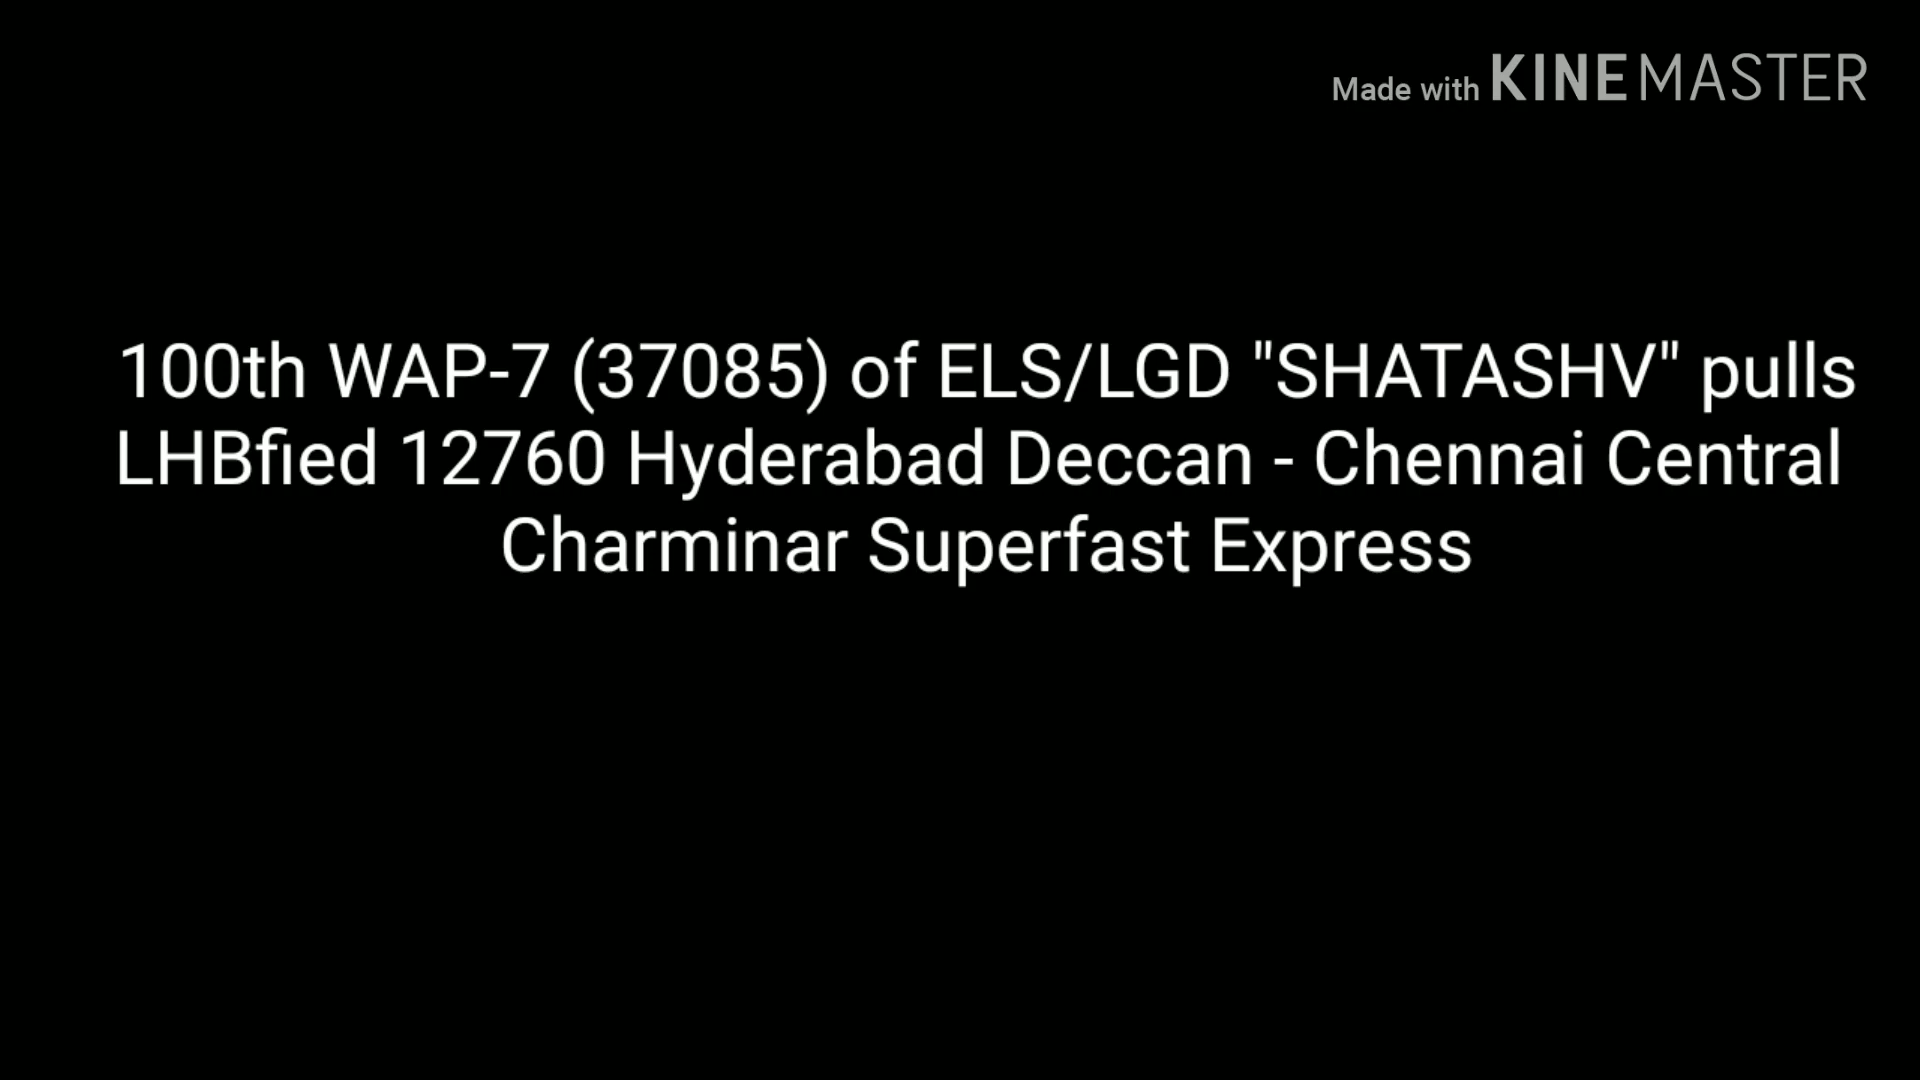 Made with KINEMASTER
100th WAP-7 (37085) of ELS/LGD "SHATASHV" pulls
LHBfied 12760 Hyderabad Deccan - Chennai Central
Charminar Superfast Express